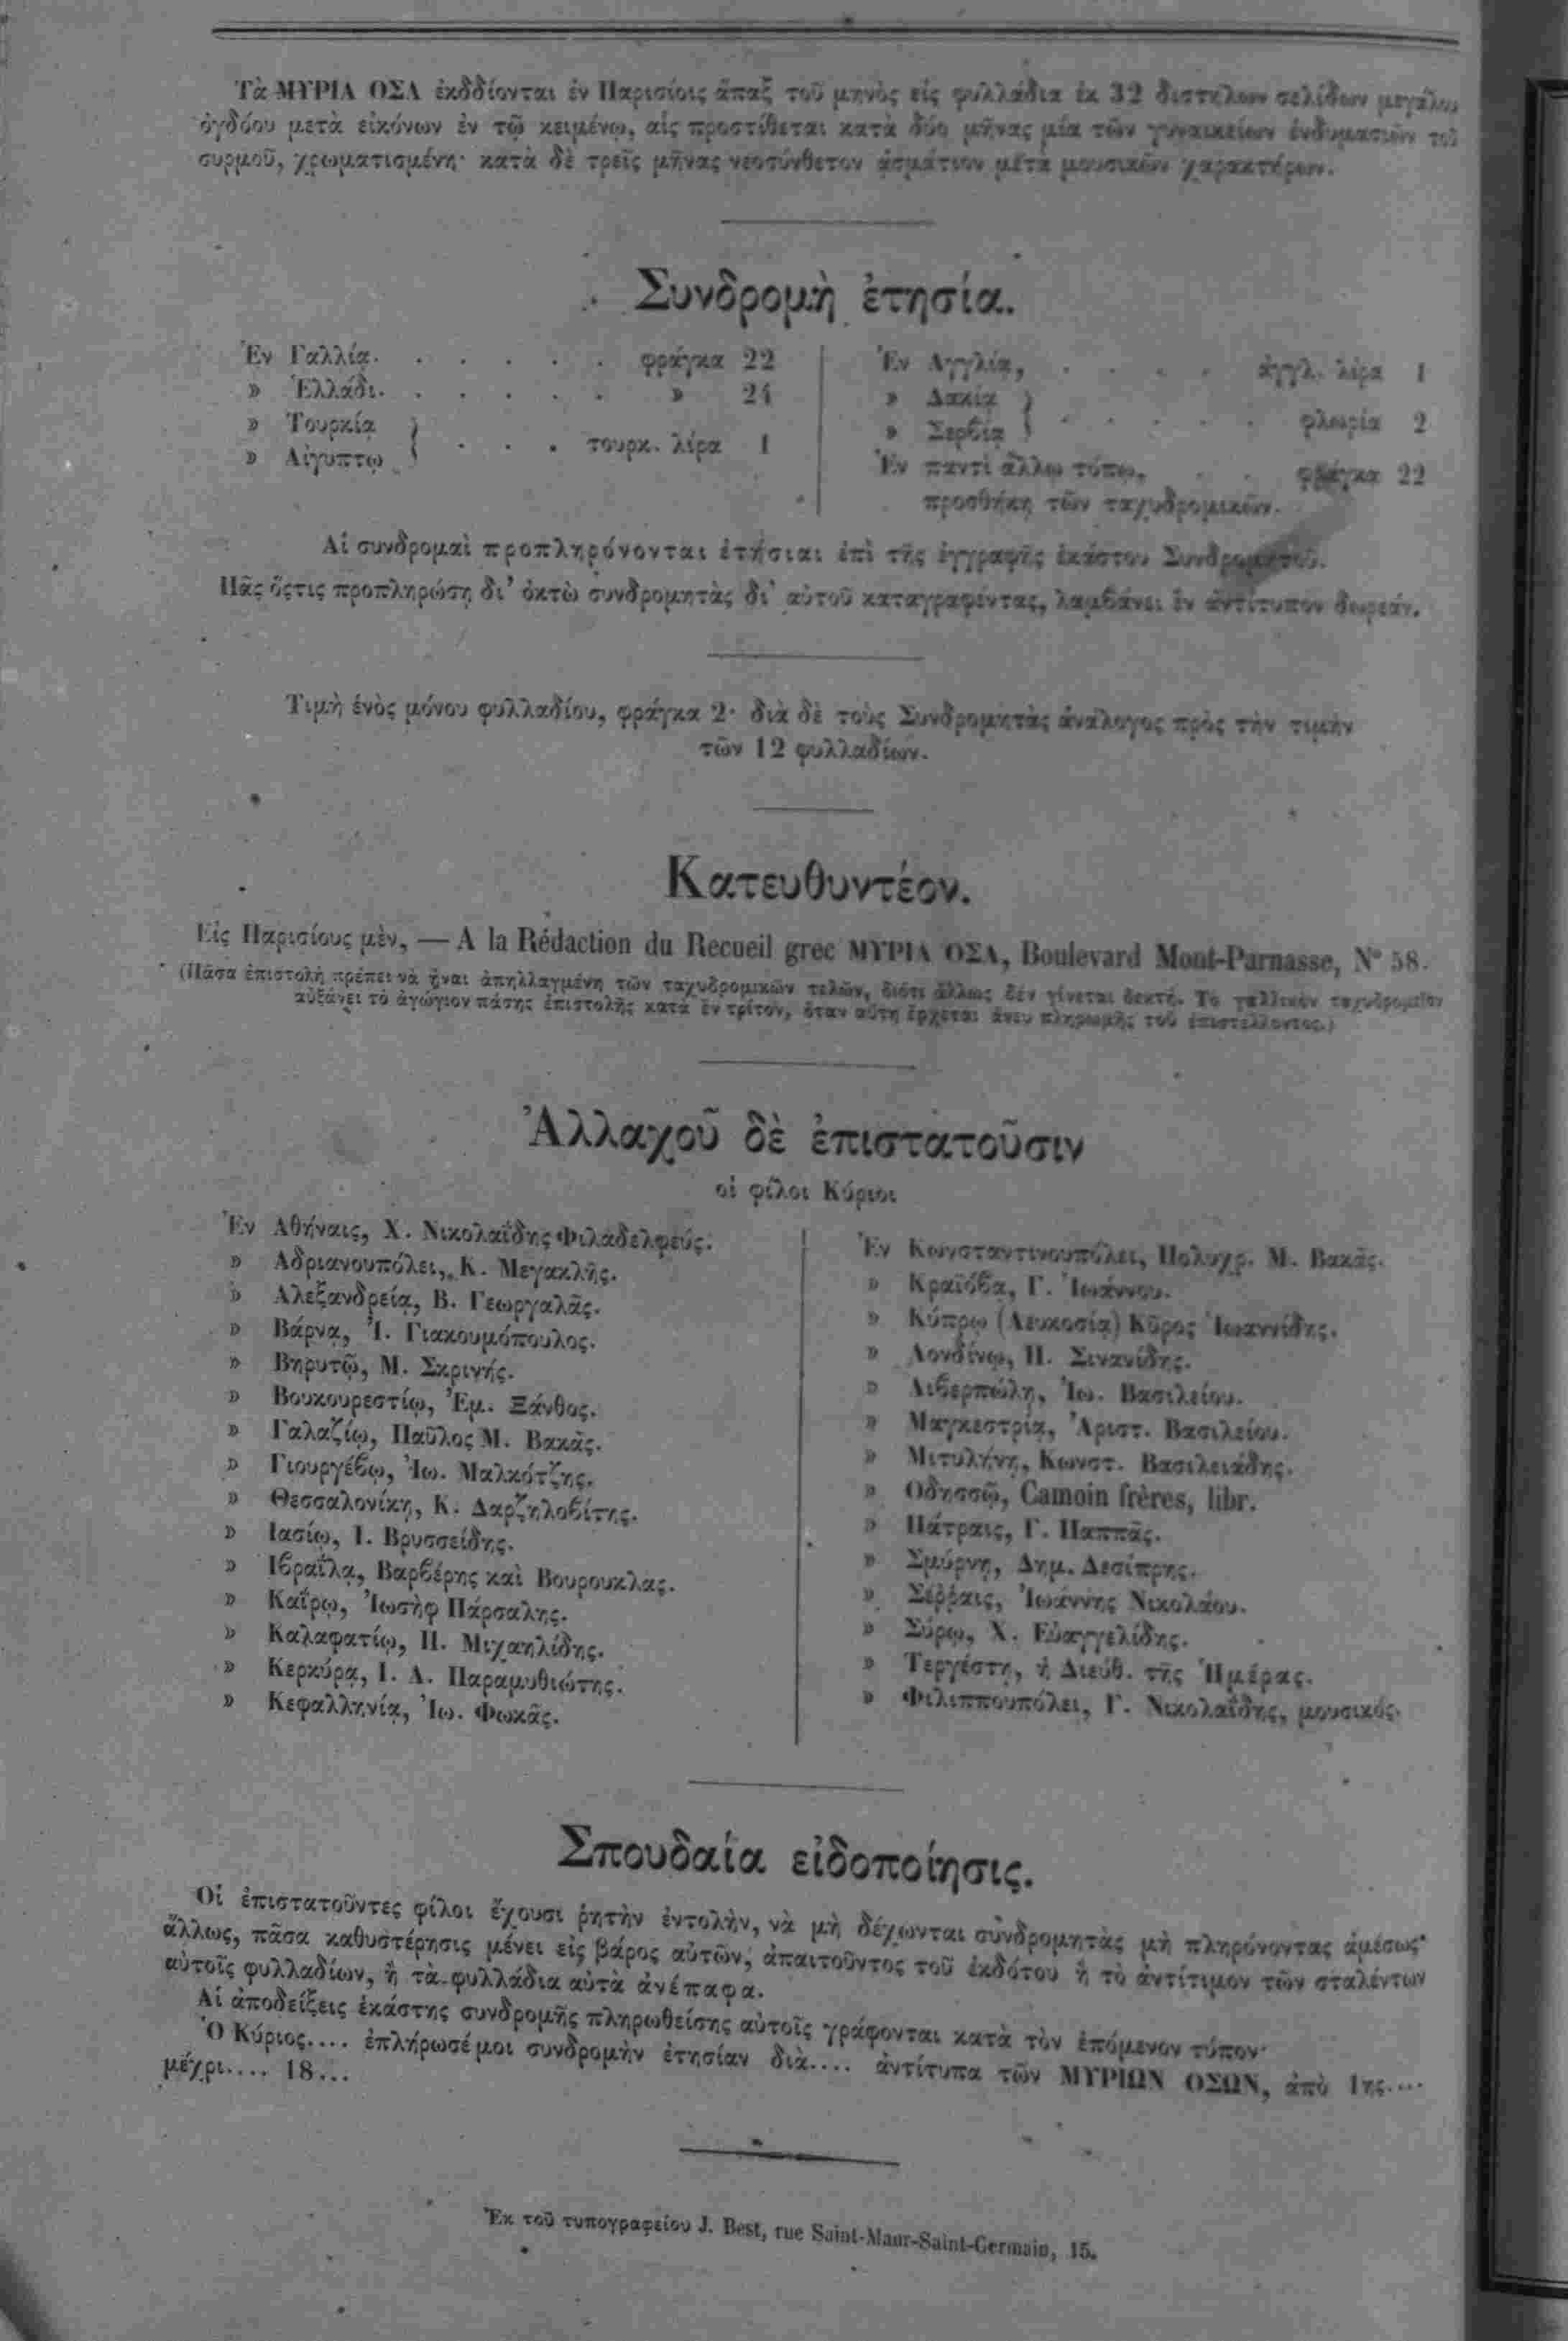 Τὰ ΜΥΡΙΑ ΟΣΑ ἐκδίδονται ἐν Παρισίοις ἅπαξ τοῦ μηνὸς εἰς φυλλάδια ἐκ 32 διστήλων σελίδων μεγάλου
ὀγδόου μετὰ εἰκόνων ἐν τῷ κειμένῳ, αἷς προστίθεται κατὰ δύο μῆνας μία τῶν γυναικείων ἐνδυμασιῶν τοῦ
συρμοῦ, χρωματισμένη· κατὰ δὲ τρεῖς μῆνας νεοσύνθετον ᾀσμάτιον μετὰ μουσικῶν χαρακτήρων.
Συνδρομὴ ἐτησία.
Ἐν Γαλλίᾳ. . . . . . φράγκα 22
» Ἑλλάδι. . . . . . » 24
» Τουρκίᾳ
» Αἰγυπτῳ } . . . τουρκ. λίρα 1
Ἐν Ἀγγλίᾳ, . . . . ἀγγλ. λίρα 1
» Δακίᾳ
» Σερβίᾳ } . . . . . φλωρία 2
Ἐν παντὶ ἄλλῳ τόπῳ, . . φράγκα 22
προσθήκῃ τῶν ταχυδρομικῶν.
Αἱ συνδρομαὶ προπληρόνονται ἐτήσιαι ἐπὶ τῆς ἐγγραφῆς ἑκάστου Συνδρομητοῦ.
Πᾶς ὅςτις προπληρώσῃ δι' ὀκτὼ συνδρομητὰς δι' αὐτοῦ καταγραφέντας, λαμβάνει ἓν ἀντίτυπον δωρεάν.
Τιμὴ ἑνὸς μόνου φυλλαδίου, φράγκα 2· διὰ δὲ τοὺς Συνδρομητὰς ἀνάλογος πρὸς τὴν τιμὴν
τῶν 12 φυλλαδίων.
Κατευθυντέον.
Εἰς Παρισίους μὲν, — A la Rédaction du Recueil grec ΜΥΡΙΑ ΟΣΑ, Boulevard Mont-Parnasse, N° 58.
(Πᾶσα ἐπιστολὴ πρέπει νὰ ᾖναι ἀπηλλαγμένη τῶν ταχυδρομικῶν τελῶν, διότι ἄλλως δὲν γίνεται δεκτή. Τὸ γαλλικὸν ταχυδρομεῖον
αὐξάνει τὸ ἀγώγιον πάσης ἐπιστολῆς κατὰ ἓν τρίτον, ὅταν αὕτη ἔρχεται ἄνευ πληρωμῆς τοῦ ἐπιστέλλοντος.)
Ἀλλαχοῦ δὲ ἐπιστατοῦσιν
οἱ φίλοι Κύριοι
Ἐν Ἀθήναις, Χ. Νικολαΐδης Φιλαδελφεύς.
» Ἀδριανουπόλει, Κ. Μεγακλῆς.
» Ἀλεξανδρείᾳ, Β. Γεωργαλᾶς.
» Βάρνᾳ, Ἰ. Γιακουμόπουλος.
» Βηρυτῷ, Μ. Σκρινής.
» Βουκουρεστίῳ, Ἐμ. Ξάνθος.
» Γαλαζίῳ, Παῦλος Μ. Βακᾶς.
» Γιουργέβῳ, Ἰω. Μαλκότζης.
» Θεσσαλονίκῃ, Κ. Δαρζηλοβίτης.
» Ἰασίῳ, Ι. Βρυσσείδης.
» Ἰβραΐλᾳ, Βαρβέρης καὶ Βουρουκλᾶς.
» Καΐρῳ, Ἰωσὴφ Πάρσαλης.
» Καλαφατίῳ, Π. Μιχαηλίδης.
» Κερκύρᾳ, Ι. Α. Παραμυθιώτης.
» Κεφαλληνίᾳ, Ἰω. Φωκᾶς.
Ἐν Κωνσταντινουπόλει, Πολυχρ. Μ. Βακᾶς.
» Κραϊόβᾳ, Γ. Ἰωάννου.
» Κύπρῳ (Λευκοσίᾳ) Κῦρος Ἰωαννίδης.
» Λονδίνῳ, Π. Σινανίδης.
» Λιβερπώλῃ, Ἰω. Βασιλείου.
» Μαγκεστρίᾳ, Ἀριστ. Βασιλείου.
» Μιτυλήνῃ, Κωνστ. Βασιλειάδης.
» Ὀδησσῷ, Camoin frères, libr.
» Πάτραις, Γ. Παππᾶς.
» Σμύρνῃ, Δημ. Δεσίπρης.
» Σέρραις, Ἰωάννης Νικολάου.
» Σύρῳ, Χ. Εὐαγγελίδης.
» Τεργέστῃ, ἡ Διεύθ. τῆς Ἡμέρας.
» Φιλιππουπόλει, Γ. Νικολαΐδης, μουσικός.
Σπουδαία εἰδοποίησις.
Οἱ ἐπιστατοῦντες φίλοι ἔχουσι ῥητὴν ἐντολὴν, νὰ μὴ δέχωνται συνδρομητὰς μὴ πληρόνοντας ἀμέσως·
ἄλλως, πᾶσα καθυστέρησις μένει εἰς βάρος αὐτῶν, ἀπαιτοῦντος τοῦ ἐκδότου ἢ τὸ ἀντίτιμον τῶν σταλέντων
αὐτοῖς φυλλαδίων, ἢ τὰ φυλλάδια αὐτὰ ἀνέπαφα.
Αἱ ἀποδείξεις ἑκάστης συνδρομῆς πληρωθείσης αὐτοῖς γράφονται κατὰ τὸν ἑπόμενον τύπον·
Ὁ Κύριος.... ἐπλήρωσέ μοι συνδρομὴν ἐτησίαν διὰ.... ἀντίτυπα τῶν ΜΥΡΙΩΝ ΟΣΩΝ, ἀπὸ 1ης....
μέχρι.... 18...
Ἐκ τοῦ τυπογραφείου J. Best, rue Saint-Maur-Saint-Germain, 15.